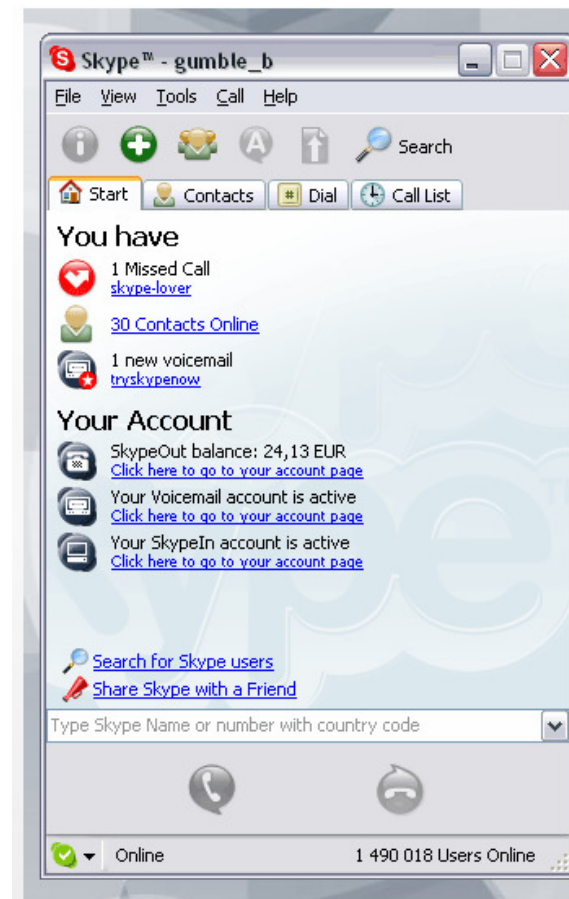 Skype™ - gumble_b
File View Tools Call Help
Search
Start Contacts Dial Call List
You have
1 Missed Call
skype-lover
30 Contacts Online
1 new voicemail
tryskypenow
Your Account
SkypeOut balance: 24,13 EUR
Click here to go to your account page
Your Voicemail account is active
Click here to go to your account page
Your SkypeIn account is active
Click here to go to your account page
Search for Skype users
Share Skype with a Friend
Type Skype Name or number with country code
Online 1 490 018 Users Online